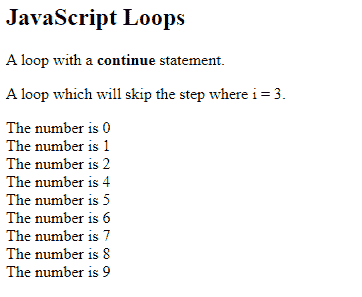 JavaScript Loops
A loop with a continue statement.
A loop which will skip the step where i = 3.
The number is 0
The number is 1
The number is 2
The number is 4
The number is 5
The number is 6
The number is 7
The number is 8
The number is 9